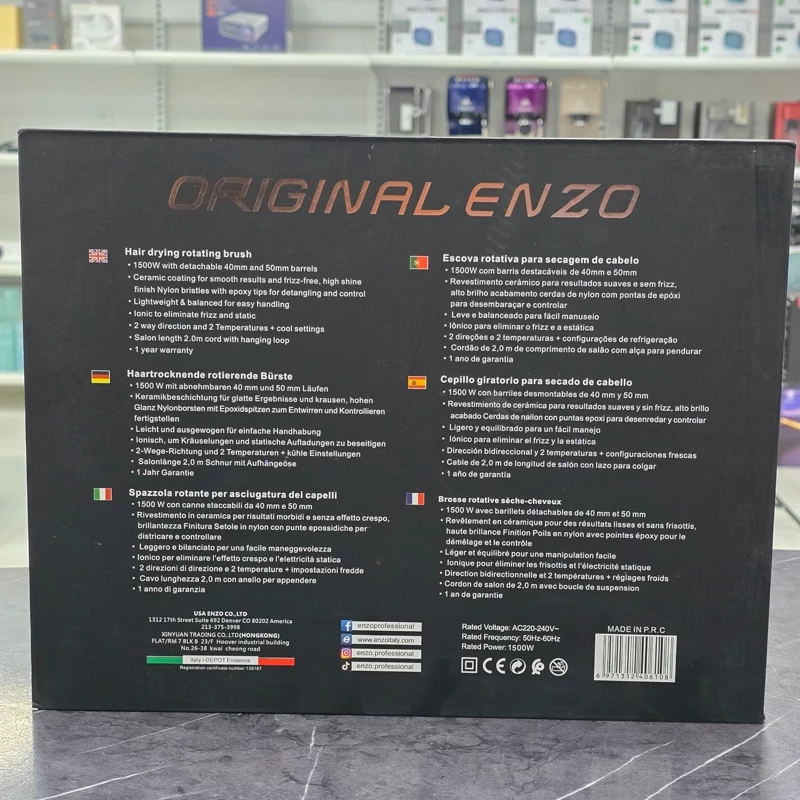 ORIGINAL ENZO
Hair drying rotating brush
• 1500W with detachable 40mm and 50mm barrels
• Ceramic coating for smooth results and frizz-free, high shine
finish Nylon bristles with epoxy tips for detangling and control
• Lightweight & balanced for easy handling
• Ionic to eliminate frizz and static
• 2 way direction and 2 Temperatures + cool settings
• Salon length 2.0m cord with hanging loop
• 1 year warranty
Haartrocknende rotierende Bürste
• 1500 W mit abnehmbaren 40 mm und 50 mm Läufen
• Keramikbeschichtung für glatte Ergebnisse und krausen, hohen
Glanz Nylonborsten mit Epoxidspitzen zum Entwirren und Kontrollieren
fertigstellen
• Leicht und ausgewogen für einfache Handhabung
• Ionisch, um Kräuselungen und statische Aufladungen zu beseitigen
• 2-Wege-Richtung und 2 Temperaturen + kühle Einstellungen
• Salonlänge 2,0 m Schnur mit Aufhängeöse
• 1 Jahr Garantie
Spazzola rotante per asciugatura dei capelli
• 1500 W con canne staccabili da 40 mm e 50 mm
• Rivestimento in ceramica per risultati morbidi e senza effetto crespo,
brillantezza Finitura Setole in nylon con punte epossidiche per
districare e controllare
• Leggero e bilanciato per una facile maneggevolezza
• Ionico per eliminare l'effetto crespo e l'elettricità statica
• 2 direzioni di direzione e 2 temperature + impostazioni fredde
• Cavo lunghezza 2,0 m con anello per appendere
• 1 anno di garanzia
Escova rotativa para secagem de cabelo
• 1500W com barris destacáveis de 40mm e 50mm
• Revestimento cerâmico para resultados suaves e sem frizz,
alto brilho acabamento cerdas de nylon com pontas de epóxi
para desembaraçar e controlar
• Leve e balanceado para fácil manuseio
• Iônico para eliminar o frizz e a estática
• 2 direções e 2 temperaturas + configurações de refrigeração
• Cordão de 2,0 m de comprimento de salão com alça para pendurar
• 1 ano de garantia
Cepillo giratorio para secado de cabello
• 1500 W con barriles desmontables de 40 mm y 50 mm
• Revestimiento de cerámica para resultados suaves y sin frizz, alto brillo
acabado Cerdas de nailon con puntas epoxi para desenredar y controlar
• Ligero y equilibrado para un fácil manejo
• Iónico para eliminar el frizz y la estática
• Dirección bidireccional y 2 temperaturas + configuraciones frescas
• Cable de 2,0 m de longitud de salón con lazo para colgar
• 1 año de garantía
Brosse rotative sèche-cheveux
• 1500 W avec barillets détachables de 40 mm et 50 mm
• Revêtement en céramique pour des résultats lisses et sans frisottis,
haute brillance Finition Poils en nylon avec pointes époxy pour le
démêlage et le contrôle
• Léger et équilibré pour une manipulation facile
• Ionique pour éliminer les frisottis et l'électricité statique
• Direction bidirectionnelle et 2 températures + réglages froids
• Cordon de salon de 2,0 m avec boucle de suspension
• 1 an de garantie
USA ENZO CO.,LTD
1312 17th Street Suite 692 Denver CO 80202 America
213-375-3998
XINYUAN TRADING CO.,LTD(HONGKONG)
FLAT/RM 7 BLK B 23/F Hoover industrial building
No.26-38 kwai cheong road
Italy i-DEPOT Evidence
Registration certificate number: 139187
enzoprofessional
www.enzoitaly.com
enzo.professional
enzo.professional
Rated Voltage: AC220-240V~
Rated Frequency: 50Hz-60Hz
Rated Power: 1500W
MADE IN P.R.C
6 971312 406108